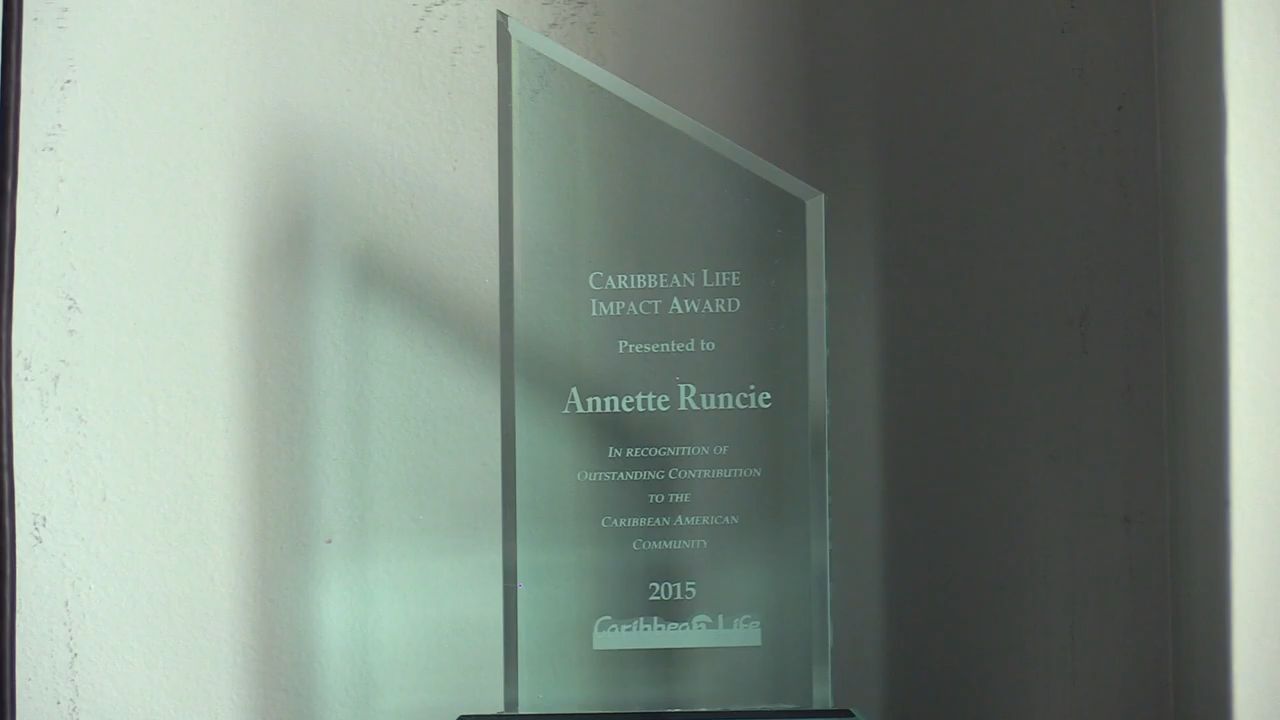 CARIBBEAN LIFE
IMPACT AWARD
Presented to
Annette Runcie
IN RECOGNITION OF
OUTSTANDING CONTRIBUTION
TO THE
CARIBBEAN AMERICAN
COMMUNITY
2015
Caribbean Life